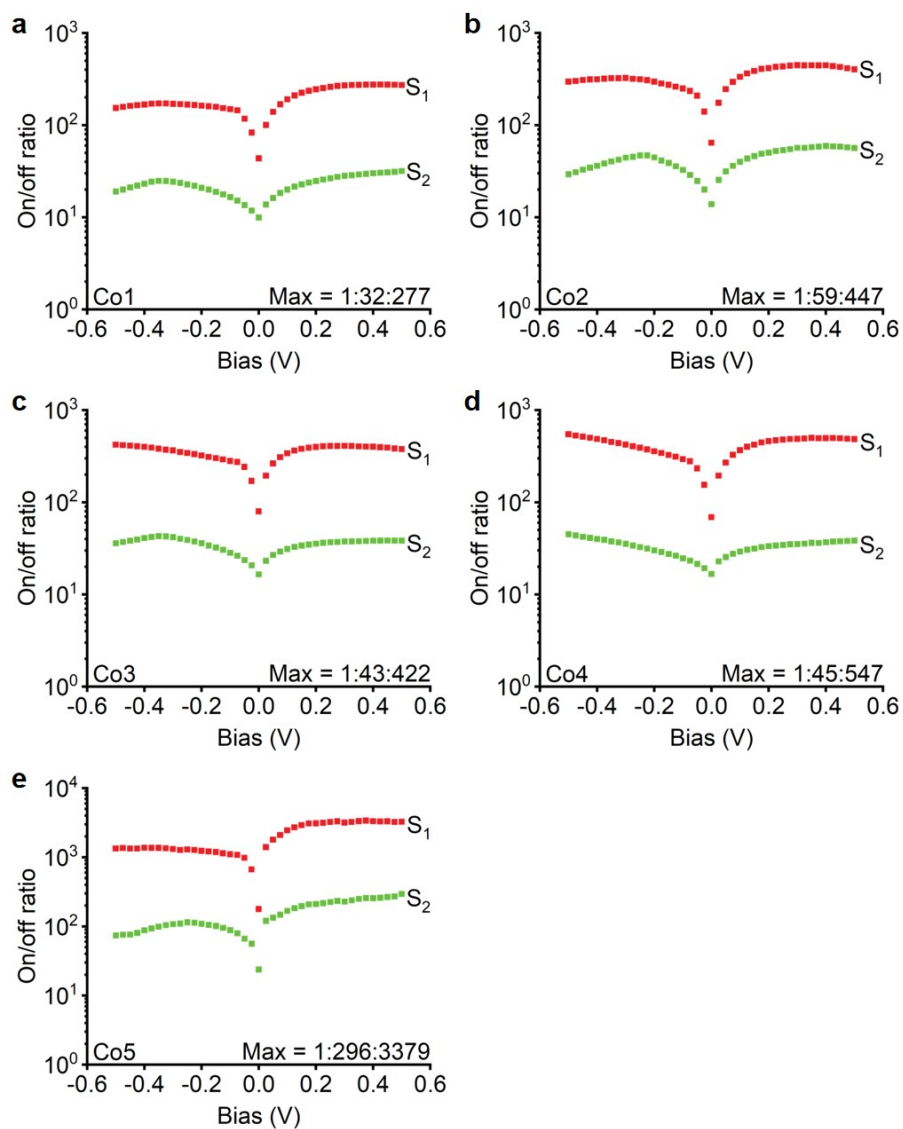 a
10³
10²
10¹
10⁰
On/off ratio
S₁
S₂
Co1
Max = 1:32:277
-0.6 -0.4 -0.2 0.0 0.2 0.4 0.6
Bias (V)
b
10³
10²
10¹
10⁰
On/off ratio
S₁
S₂
Co2
Max = 1:59:447
-0.6 -0.4 -0.2 0.0 0.2 0.4 0.6
Bias (V)
c
10³
10²
10¹
10⁰
On/off ratio
S₁
S₂
Co3
Max = 1:43:422
-0.6 -0.4 -0.2 0.0 0.2 0.4 0.6
Bias (V)
d
10³
10²
10¹
10⁰
On/off ratio
S₁
S₂
Co4
Max = 1:45:547
-0.6 -0.4 -0.2 0.0 0.2 0.4 0.6
Bias (V)
e
10⁴
10³
10²
10¹
10⁰
On/off ratio
S₁
S₂
Co5
Max = 1:296:3379
-0.6 -0.4 -0.2 0.0 0.2 0.4 0.6
Bias (V)